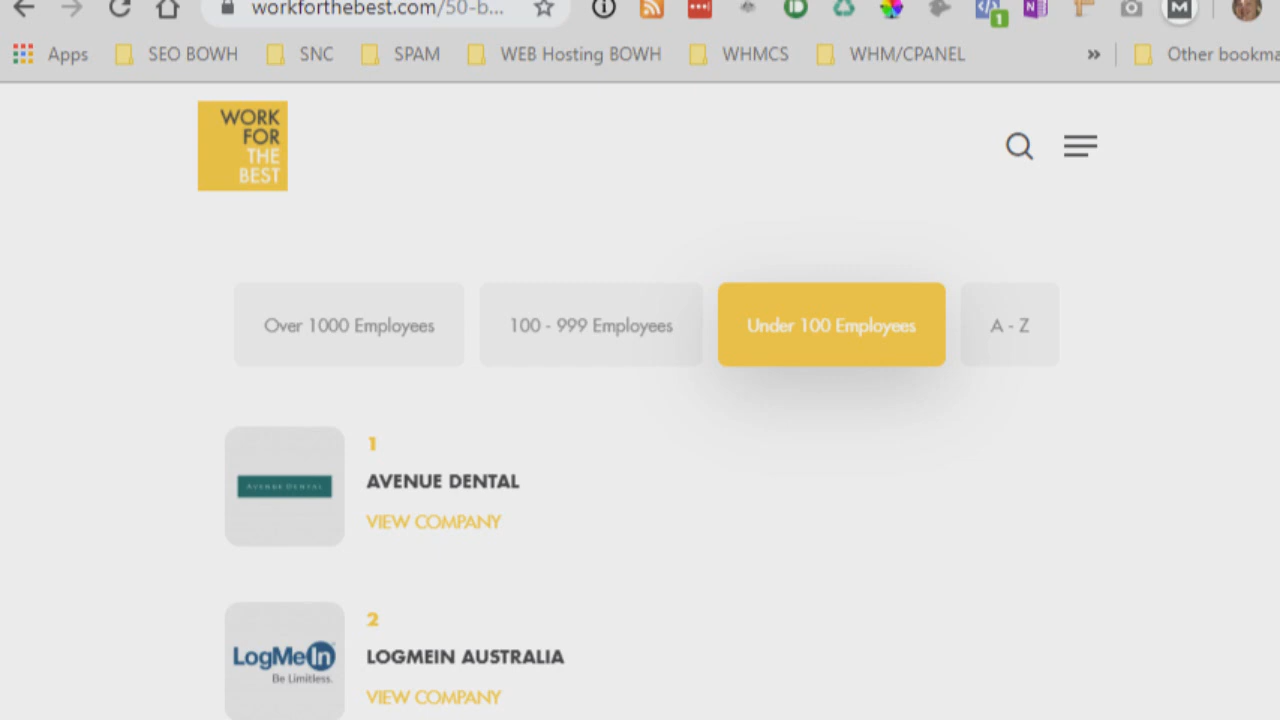 workforthebest.com/50-b...
1
Apps SEO BOWH SNC SPAM WEB Hosting BOWH WHMCS WHM/CPANEL » Other bookma
WORK
FOR
THE
BEST
Over 1000 Employees 100 - 999 Employees Under 100 Employees A - Z
1
AVENUE DENTAL
AVENUE DENTAL
VIEW COMPANY
2
LogMeIn
Be Limitless.
LOGMEIN AUSTRALIA
VIEW COMPANY